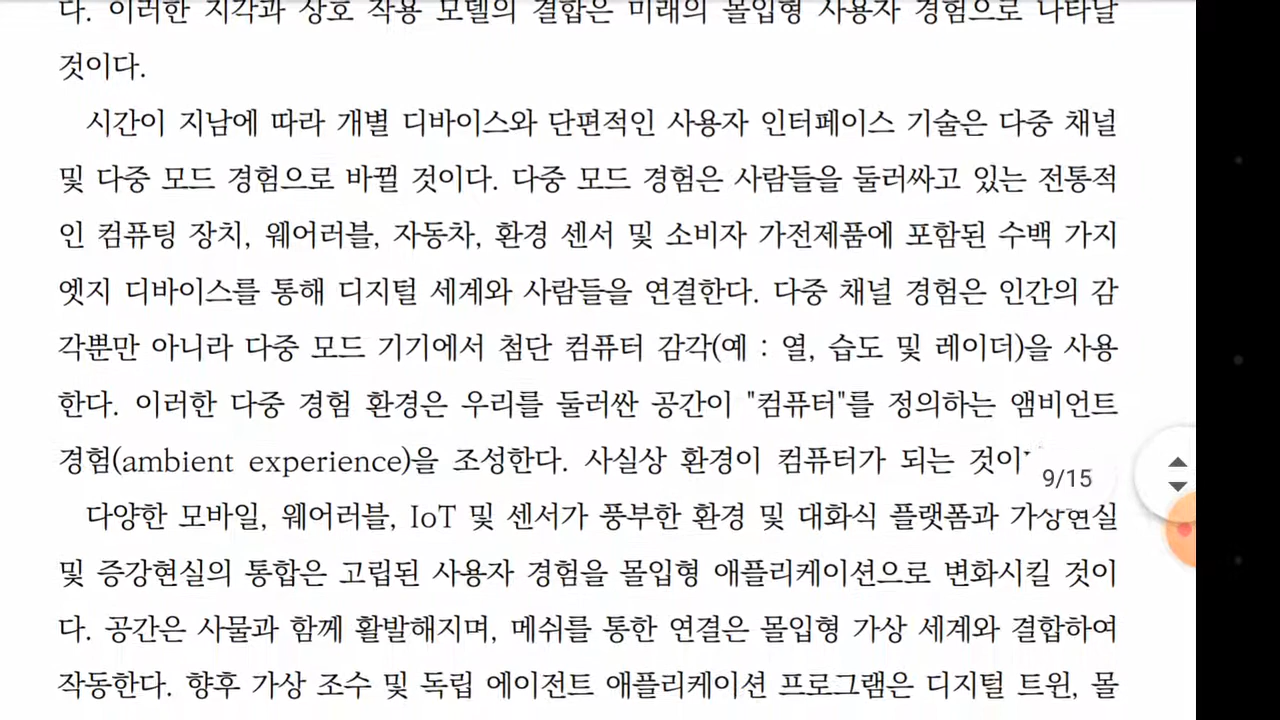 다. 이러한 지각과 상호 작용 모델의 결합은 미래의 몰입형 사용자 경험으로 나타날
것이다.
시간이 지남에 따라 개별 디바이스와 단편적인 사용자 인터페이스 기술은 다중 채널
및 다중 모드 경험으로 바뀔 것이다. 다중 모드 경험은 사람들을 둘러싸고 있는 전통적
인 컴퓨팅 장치, 웨어러블, 자동차, 환경 센서 및 소비자 가전제품에 포함된 수백 가지
엣지 디바이스를 통해 디지털 세계와 사람들을 연결한다. 다중 채널 경험은 인간의 감
각뿐만 아니라 다중 모드 기기에서 첨단 컴퓨터 감각(예 : 열, 습도 및 레이더)을 사용
한다. 이러한 다중 경험 환경은 우리를 둘러싼 공간이 "컴퓨터"를 정의하는 앰비언트
경험(ambient experience)을 조성한다. 사실상 환경이 컴퓨터가 되는 것이
9/15
다양한 모바일, 웨어러블, IoT 및 센서가 풍부한 환경 및 대화식 플랫폼과 가상현실
및 증강현실의 통합은 고립된 사용자 경험을 몰입형 애플리케이션으로 변화시킬 것이
다. 공간은 사물과 함께 활발해지며, 메쉬를 통한 연결은 몰입형 가상 세계와 결합하여
작동한다. 향후 가상 조수 및 독립 에이전트 애플리케이션 프로그램은 디지털 트윈, 몰